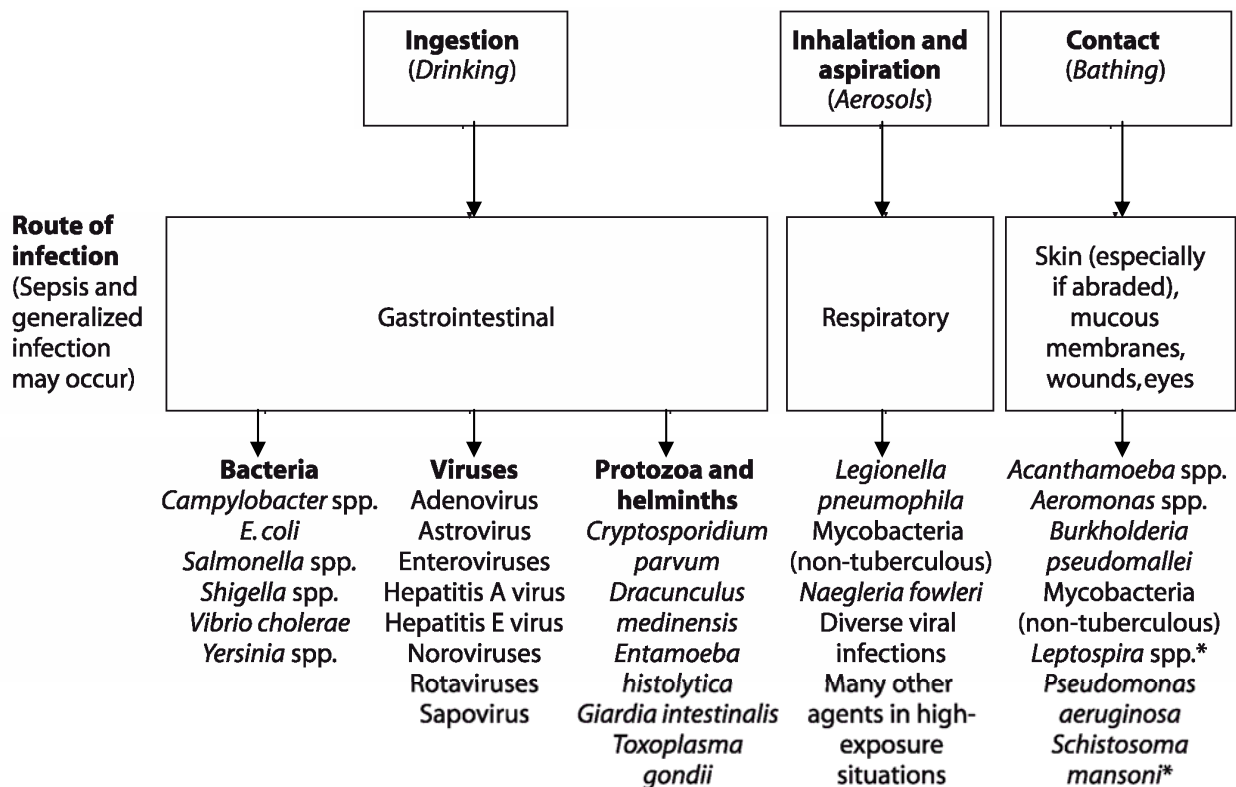 Ingestion
(Drinking)
Inhalation and
aspiration
(Aerosols)
Contact
(Bathing)
Route of
infection
(Sepsis and
generalized
infection
may occur)
Gastrointestinal
Respiratory
Skin (especially
if abraded),
mucous
membranes,
wounds,eyes
Bacteria
Campylobacter spp.
E. coli
Salmonella spp.
Shigella spp.
Vibrio cholerae
Yersinia spp.
Viruses
Adenovirus
Astrovirus
Enteroviruses
Hepatitis A virus
Hepatitis E virus
Noroviruses
Rotaviruses
Sapovirus
Protozoa and
helminths
Cryptosporidium
parvum
Dracunculus
medinensis
Entamoeba
histolytica
Giardia intestinalis
Toxoplasma
gondii
Legionella
pneumophila
Mycobacteria
(non-tuberculous)
Naegleria fowleri
Diverse viral
infections
Many other
agents in high-
exposure
situations
Acanthamoeba spp.
Aeromonas spp.
Burkholderia
pseudomallei
Mycobacteria
(non-tuberculous)
Leptospira spp.*
Pseudomonas
aeruginosa
Schistosoma
mansoni*